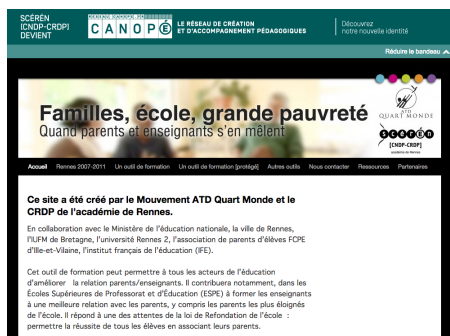 SCÉRÉN
[CNDP-CRDP]
DEVIENT
CANOPÉ
LE RÉSEAU DE CRÉATION
ET D'ACCOMPAGNEMENT PÉDAGOGIQUES
Découvrez
notre nouvelle identité
Réduire le bandeau
Familles, école, grande pauvreté
Quand parents et enseignants s'en mêlent
ATD
QUART MONDE
scérén
[CNDP-CRDP]
académie de Rennes
Accueil Rennes 2007-2011 Un outil de formation Un outil de formation [protégé] Autres outils Nous contacter Ressources Partenaires
Ce site a été créé par le Mouvement ATD Quart Monde et le
CRDP de l'académie de Rennes.
En collaboration avec le Ministère de l'éducation nationale, la ville de Rennes,
l'IUFM de Bretagne, l'université Rennes 2, l'association de parents d'élèves FCPE
d'Ille-et-Vilaine, l'institut français de l'éducation (IFE).
Cet outil de formation peut permettre à tous les acteurs de l'éducation
d'améliorer la relation parents/enseignants. Il contribuera notamment, dans les
Écoles Supérieures de Professorat et d'Éducation (ESPE) à former les enseignants
à une meilleure relation avec les parents, y compris les parents les plus éloignés
de l'école. Il répond à une des attentes de la loi de Refondation de l'école :
permettre la réussite de tous les élèves en associant leurs parents.